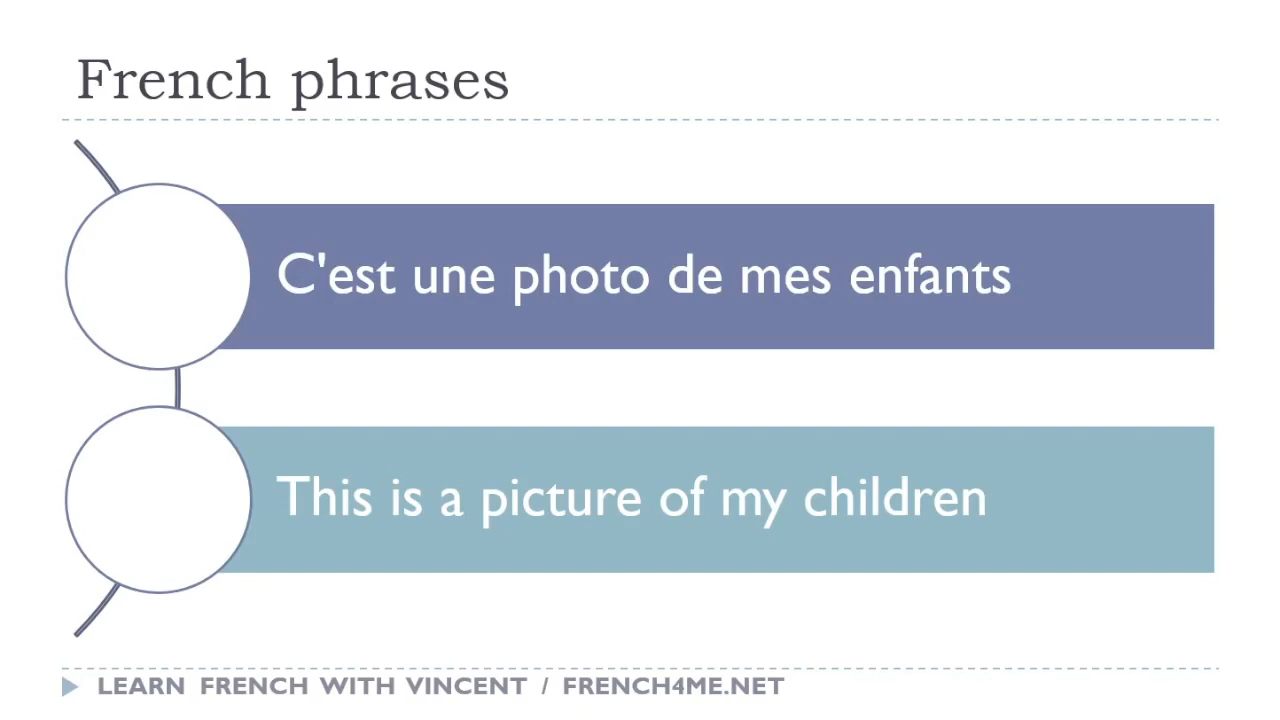 French phrases
C'est une photo de mes enfants
This is a picture of my children
LEARN FRENCH WITH VINCENT / FRENCH4ME.NET